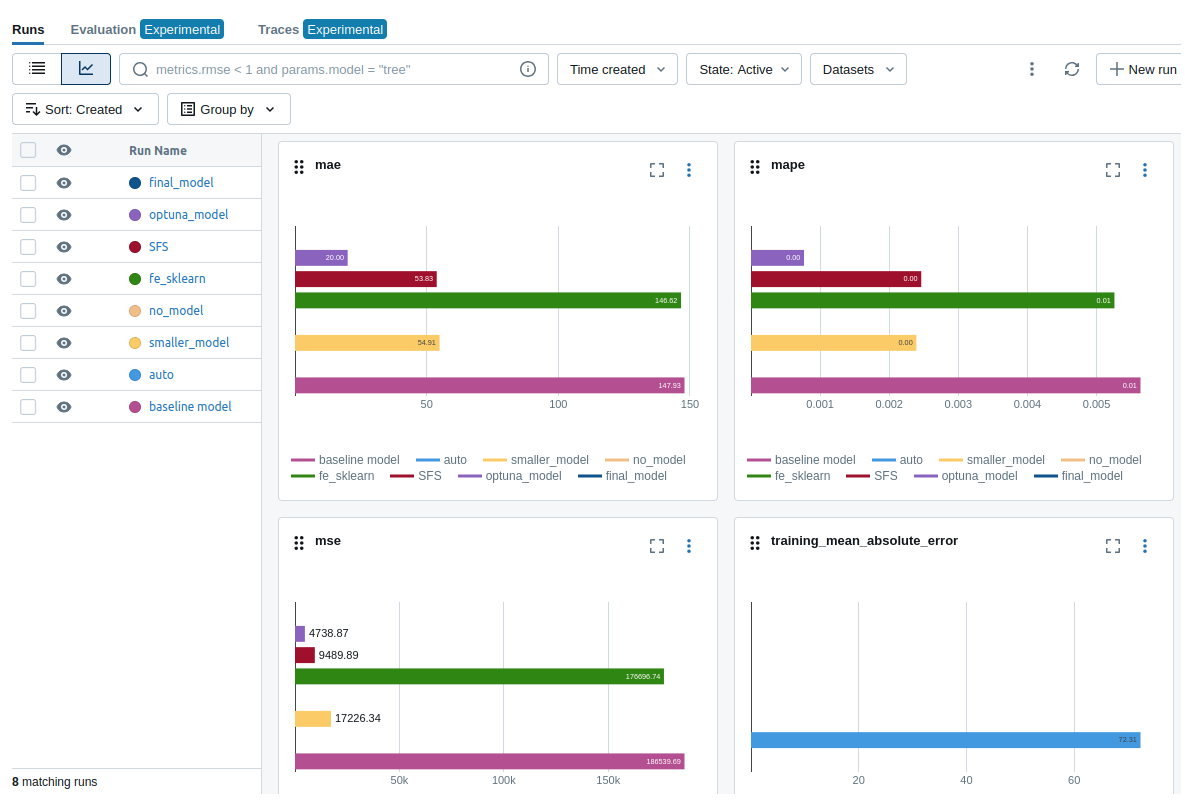 Runs Evaluation Experimental Traces Experimental
metrics.rmse < 1 and params.model = "tree" Time created State: Active Datasets New run
Sort: Created Group by
Run Name
final_model
optuna_model
SFS
fe_sklearn
no_model
smaller_model
auto
baseline model
8 matching runs
mae
20.00
53.83
146.62
54.91
147.93
50 100 150
baseline model auto smaller_model no_model
fe_sklearn SFS optuna_model final_model
mape
0.00
0.00
0.01
0.00
0.01
0.001 0.002 0.003 0.004 0.005
baseline model auto smaller_model no_model
fe_sklearn SFS optuna_model final_model
mse
4738.87
9489.89
176696.74
17226.34
186539.69
50k 100k 150k
training_mean_absolute_error
72.31
20 40 60